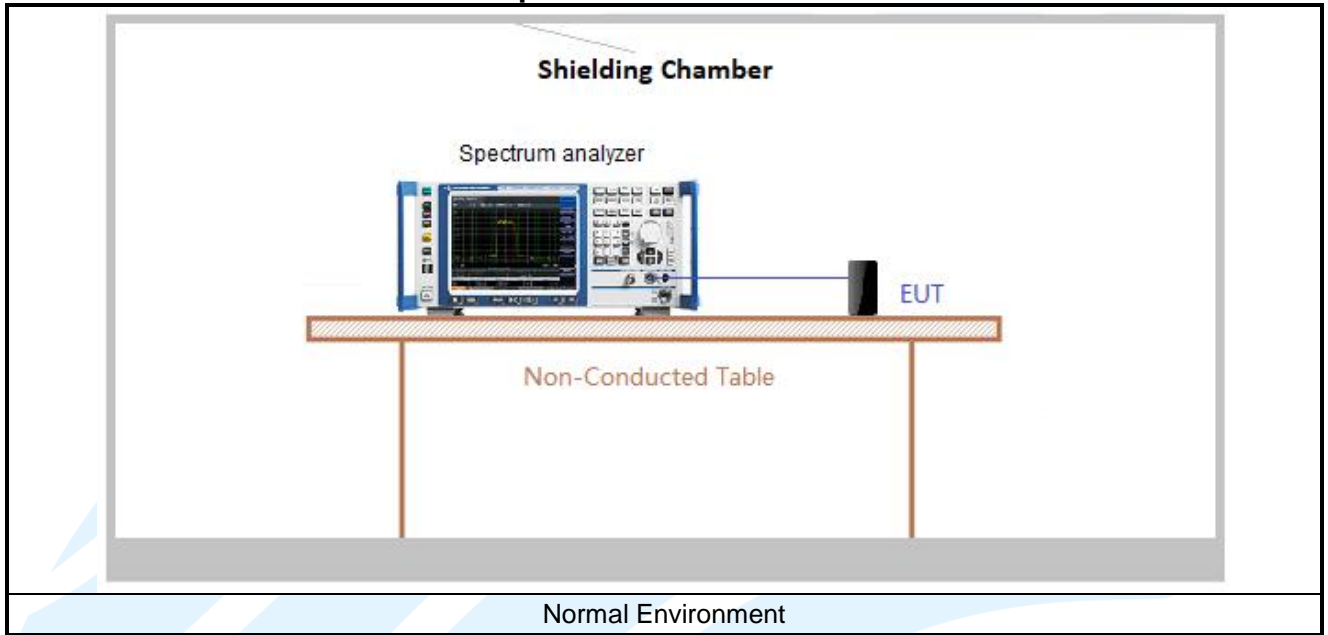 Shielding Chamber
Spectrum analyzer
EUT
Non-Conducted Table
Normal Environment